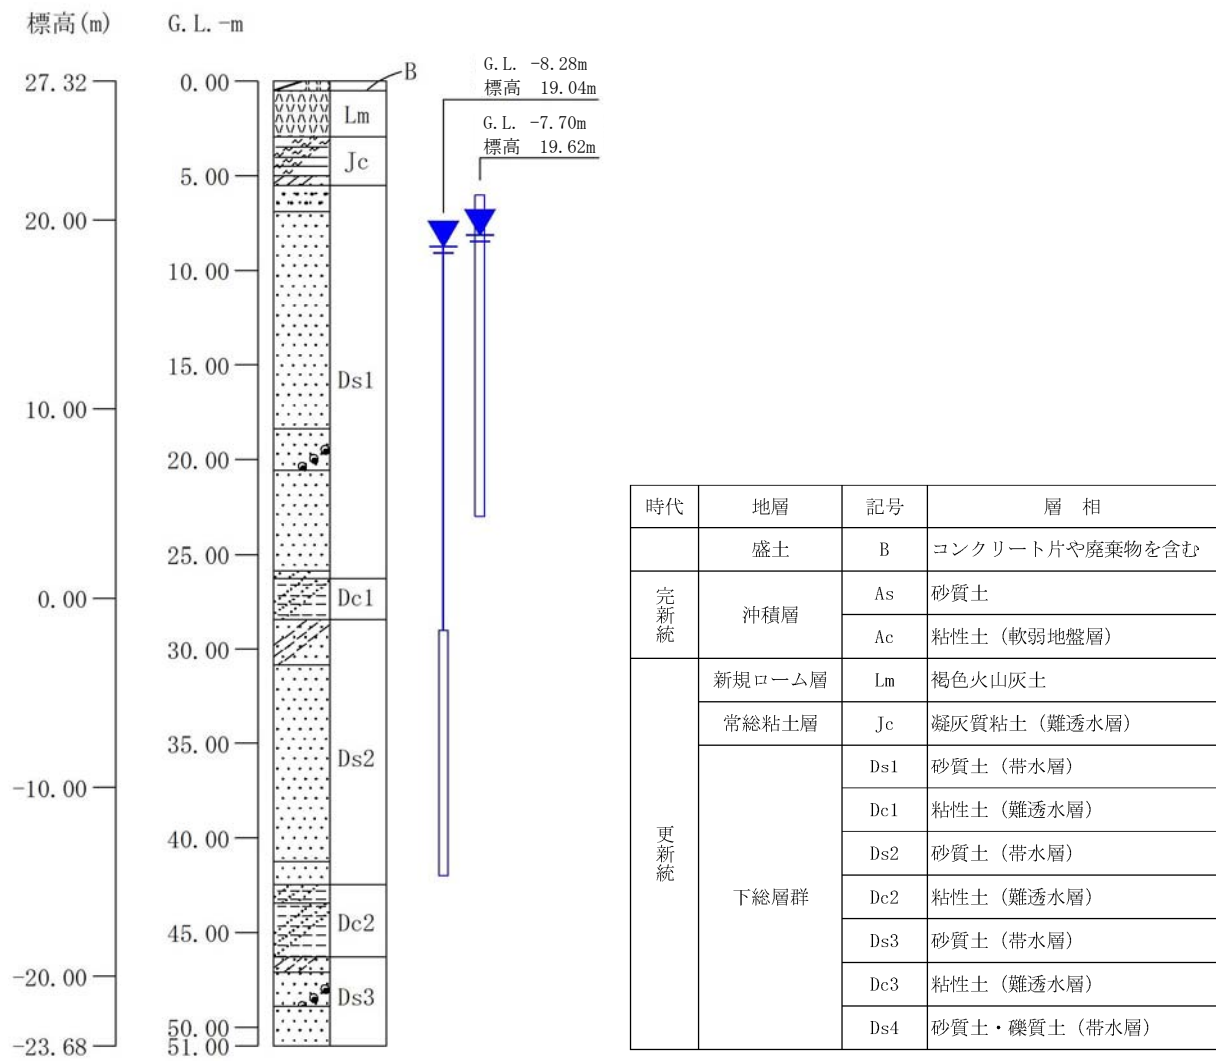 標高(m)
G.L.-m
27.32
20.00
10.00
0.00
-10.00
-20.00
-23.68
0.00
5.00
10.00
15.00
20.00
25.00
30.00
35.00
40.00
45.00
50.00
51.00
B
Lm
Jc
Ds1
Dc1
Ds2
Dc2
Ds3
G.L. -8.28m
標高 19.04m
G.L. -7.70m
標高 19.62m
時代 地層 記号 層 相
盛土 B コンクリート片や廃棄物を含む
完新統 沖積層 As 砂質土
Ac 粘性土（軟弱地盤層）
更新統 新規ローム層 Lm 褐色火山灰土
常総粘土層 Jc 凝灰質粘土（難透水層）
下総層群 Ds1 砂質土（帯水層）
Dc1 粘性土（難透水層）
Ds2 砂質土（帯水層）
Dc2 粘性土（難透水層）
Ds3 砂質土（帯水層）
Dc3 粘性土（難透水層）
Ds4 砂質土・礫質土（帯水層）